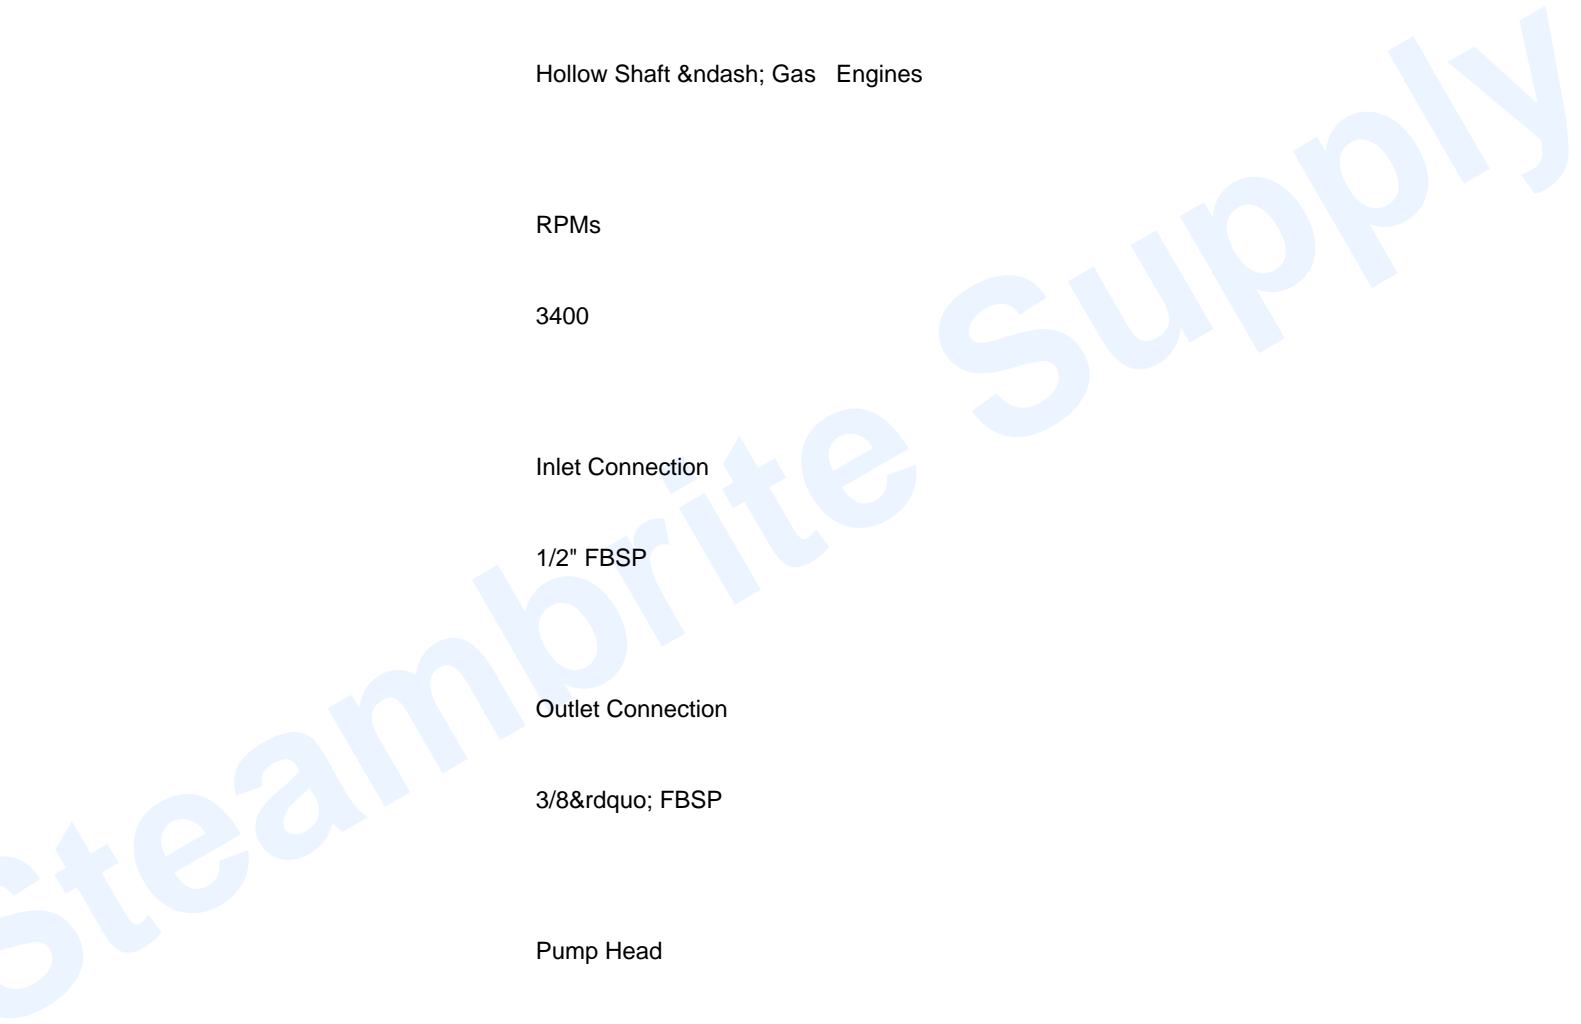 Hollow Shaft &ndash; Gas   Engines
RPMs
3400
Inlet Connection
1/2" FBSP
Outlet Connection
3/8&rdquo; FBSP
Pump Head
Steambrite Supply